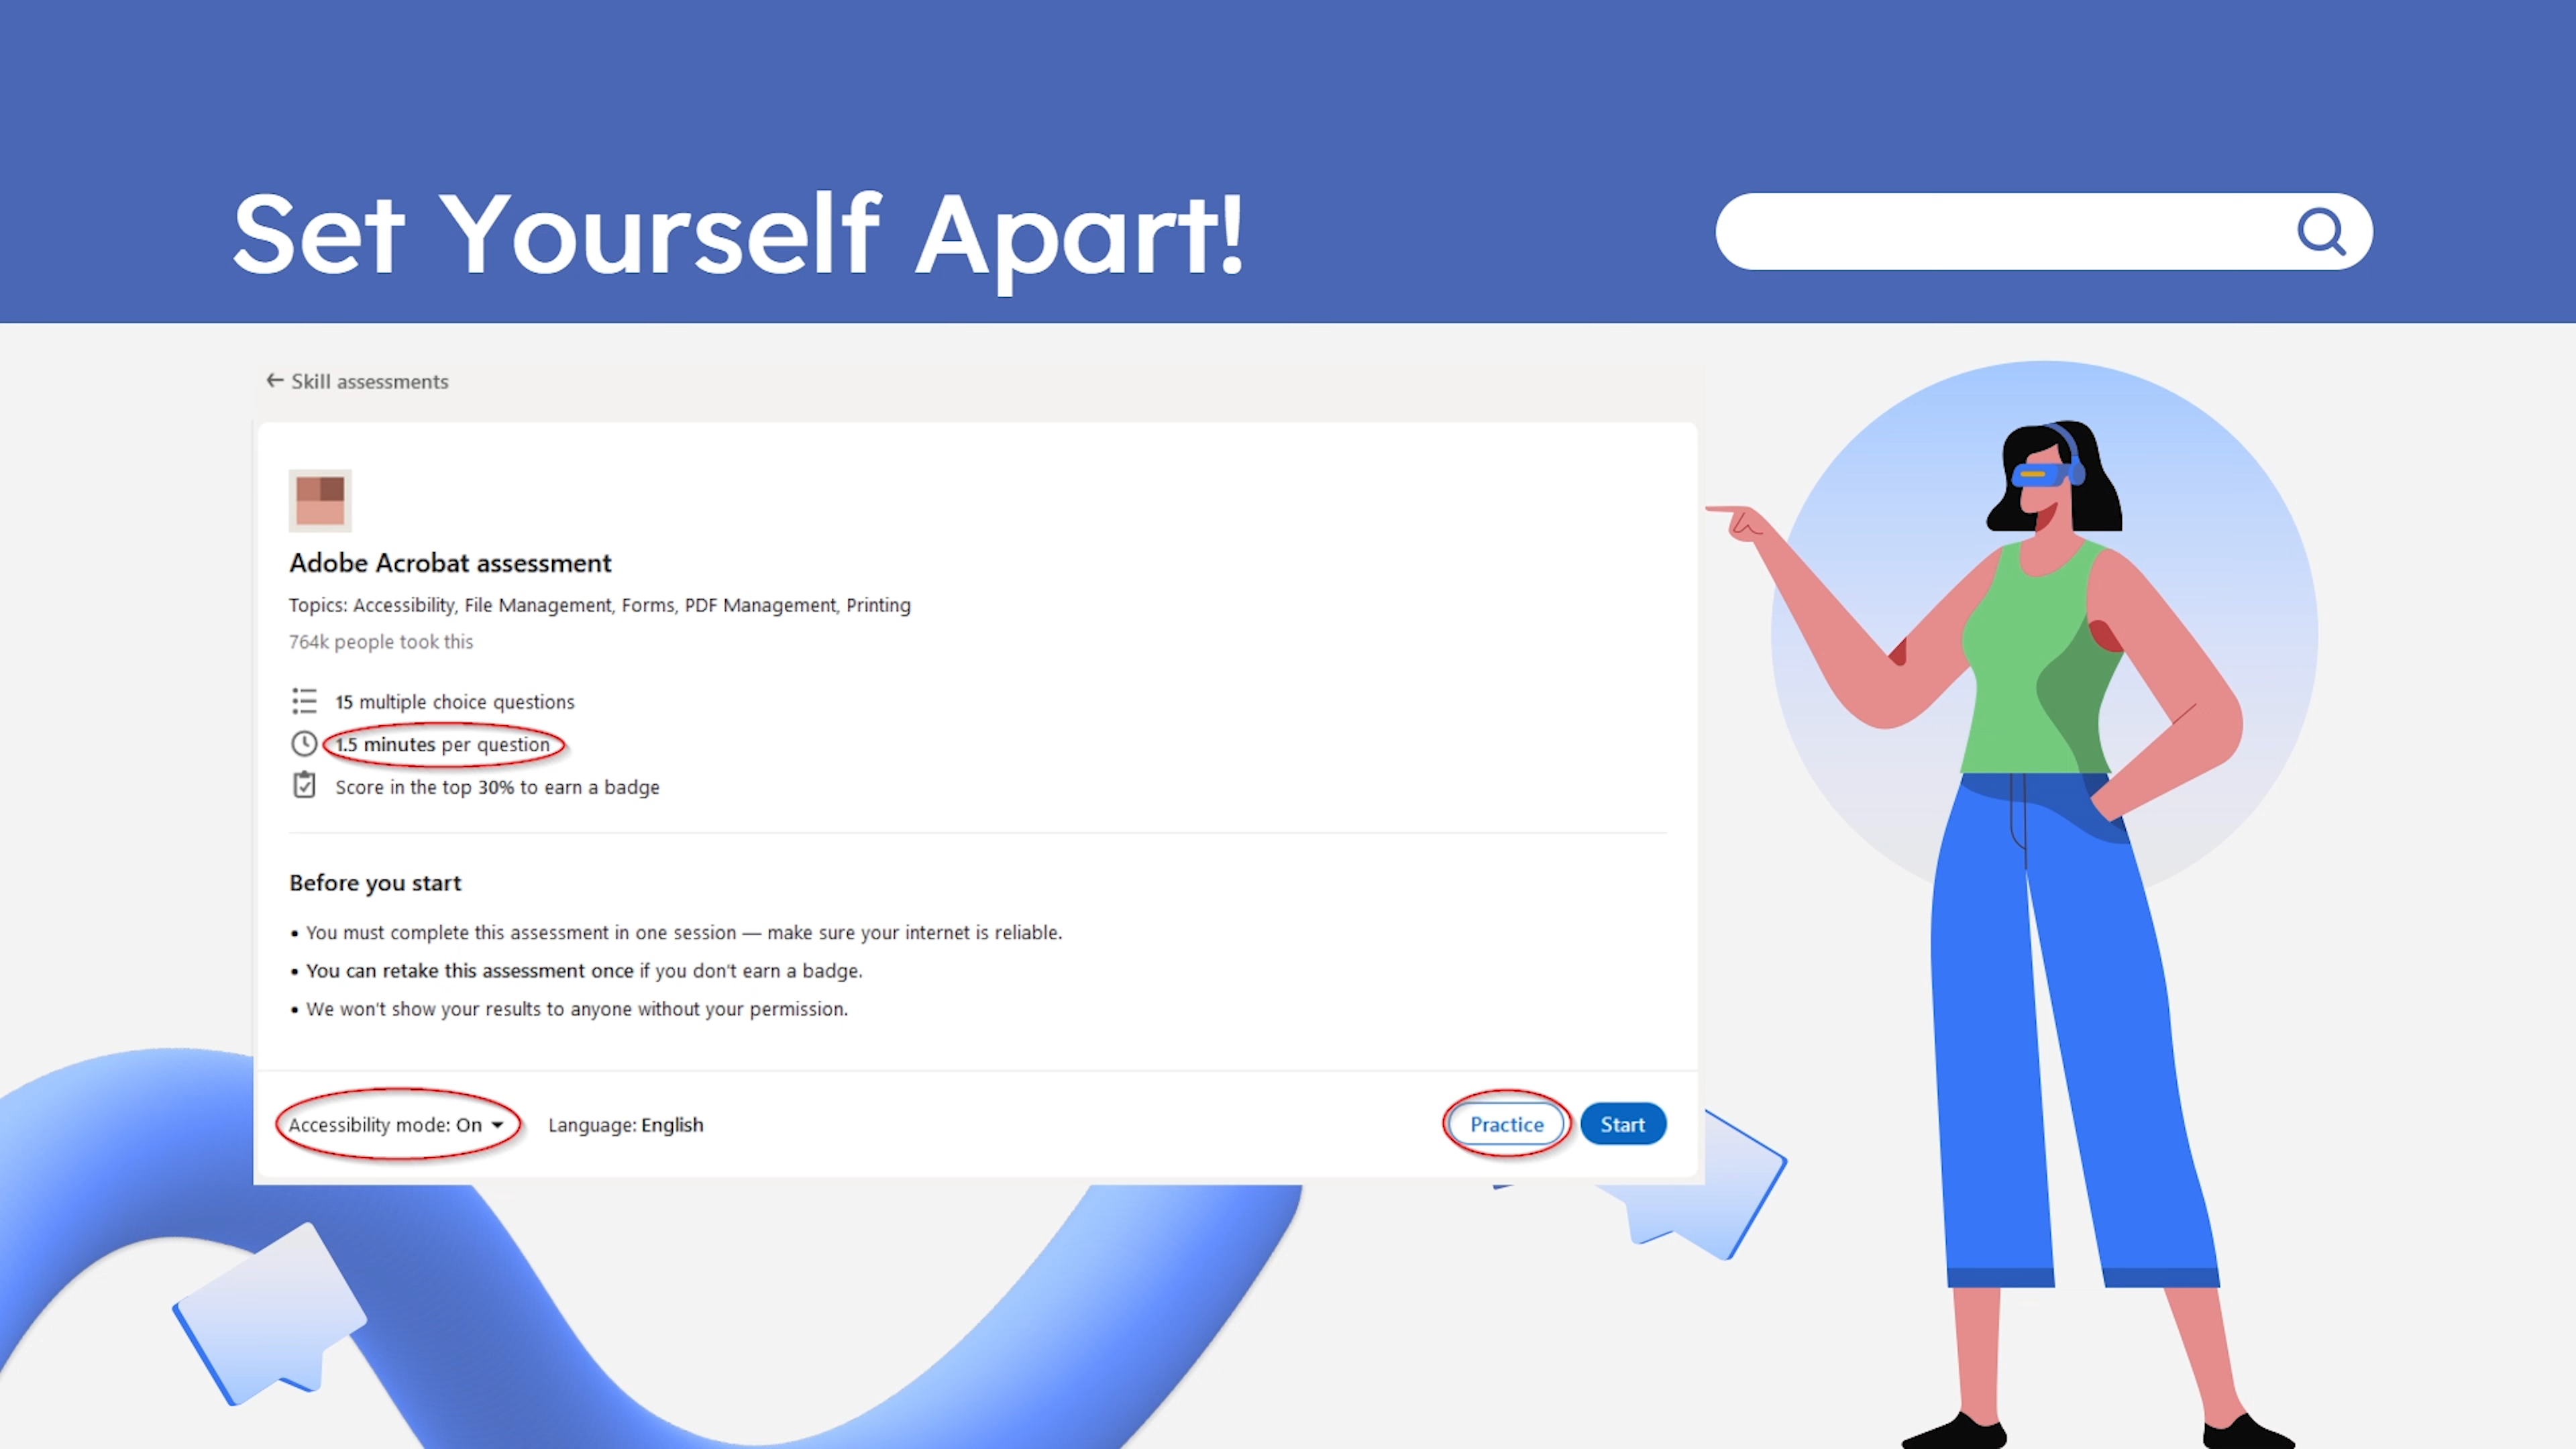 Set Yourself Apart!
← Skill assessments
Adobe Acrobat assessment
Topics: Accessibility, File Management, Forms, PDF Management, Printing
764k people took this
15 multiple choice questions
1.5 minutes per question
Score in the top 30% to earn a badge
Before you start
• You must complete this assessment in one session — make sure your internet is reliable.
• You can retake this assessment once if you don't earn a badge.
• We won't show your results to anyone without your permission.
Accessibility mode: On Language: English Practice Start